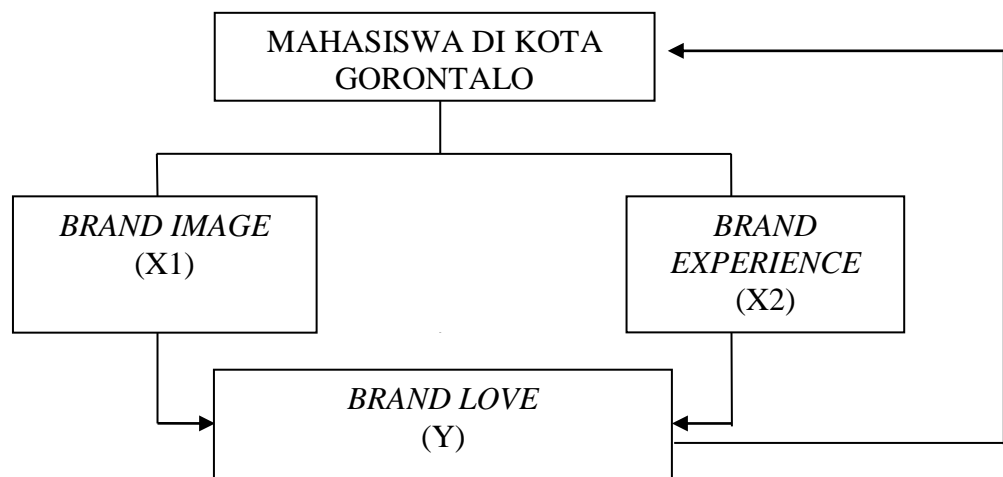 MAHASISWA DI KOTA
GORONTALO
BRAND IMAGE
(X1)
BRAND
EXPERIENCE
(X2)
BRAND LOVE
(Y)